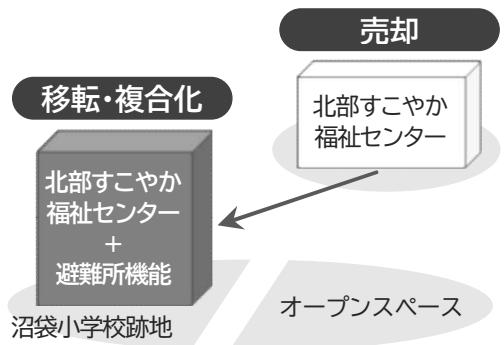 売却
北部すこやか
福祉センター
移転・複合化
北部すこやか
福祉センター
+
避難所機能
オープンスペース
沼袋小学校跡地